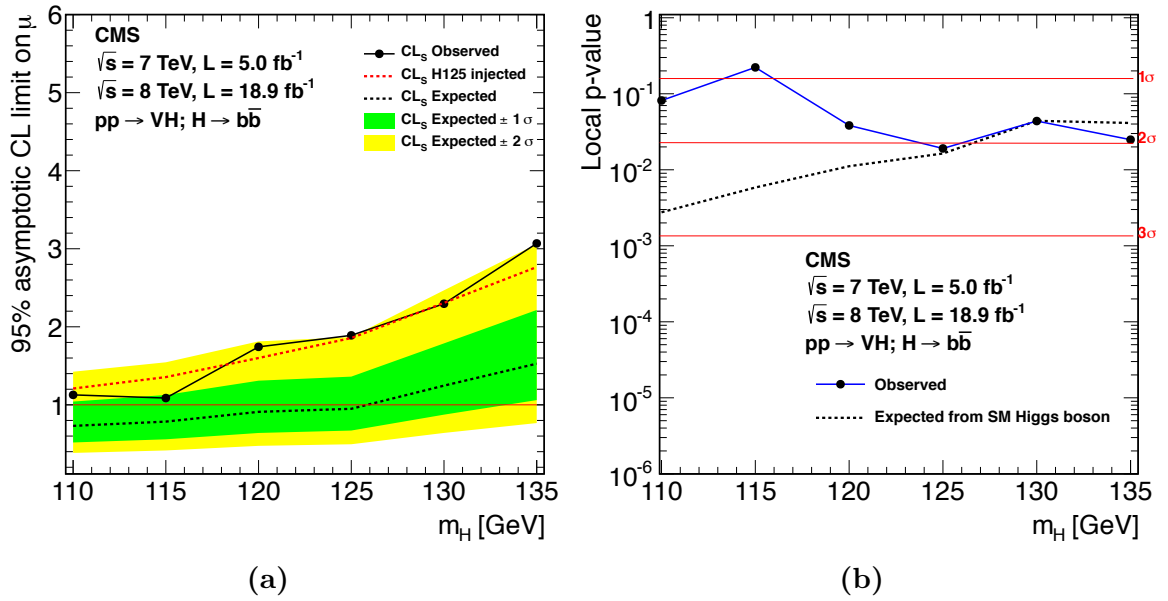 95% asymptotic CL limit on μ
6
5
4
3
2
1
CMS
√s = 7 TeV, L = 5.0 fb⁻¹
√s = 8 TeV, L = 18.9 fb⁻¹
pp → VH; H → bb̅
CLₛ Observed
CLₛ H125 injected
CLₛ Expected
CLₛ Expected ± 1 σ
CLₛ Expected ± 2 σ
110 115 120 125 130 135
m_H [GeV]
(a)
Local p-value
1
10⁻¹
10⁻²
10⁻³
10⁻⁴
10⁻⁵
10⁻⁶
1σ
2σ
3σ
CMS
√s = 7 TeV, L = 5.0 fb⁻¹
√s = 8 TeV, L = 18.9 fb⁻¹
pp → VH; H → bb̅
Observed
Expected from SM Higgs boson
110 115 120 125 130 135
m_H [GeV]
(b)